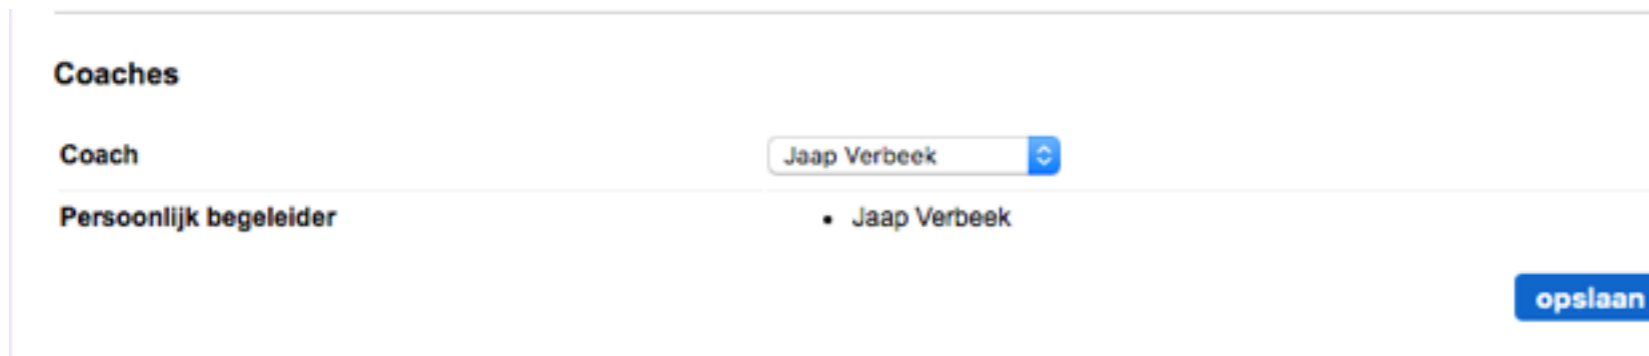 Coaches
Coach Jaap Verbeek
Persoonlijk begeleider • Jaap Verbeek
opslaan